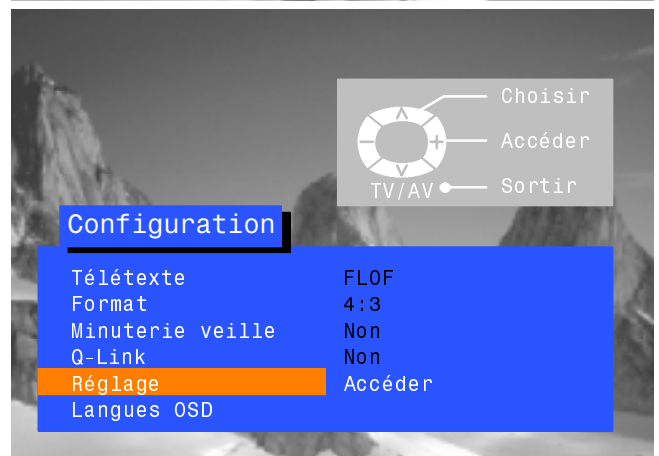 Choisir
Accéder
TV/AV Sortir
Configuration
Télétexte FLOF
Format 4:3
Minuterie veille Non
Q-Link Non
Réglage Accéder
Langues OSD